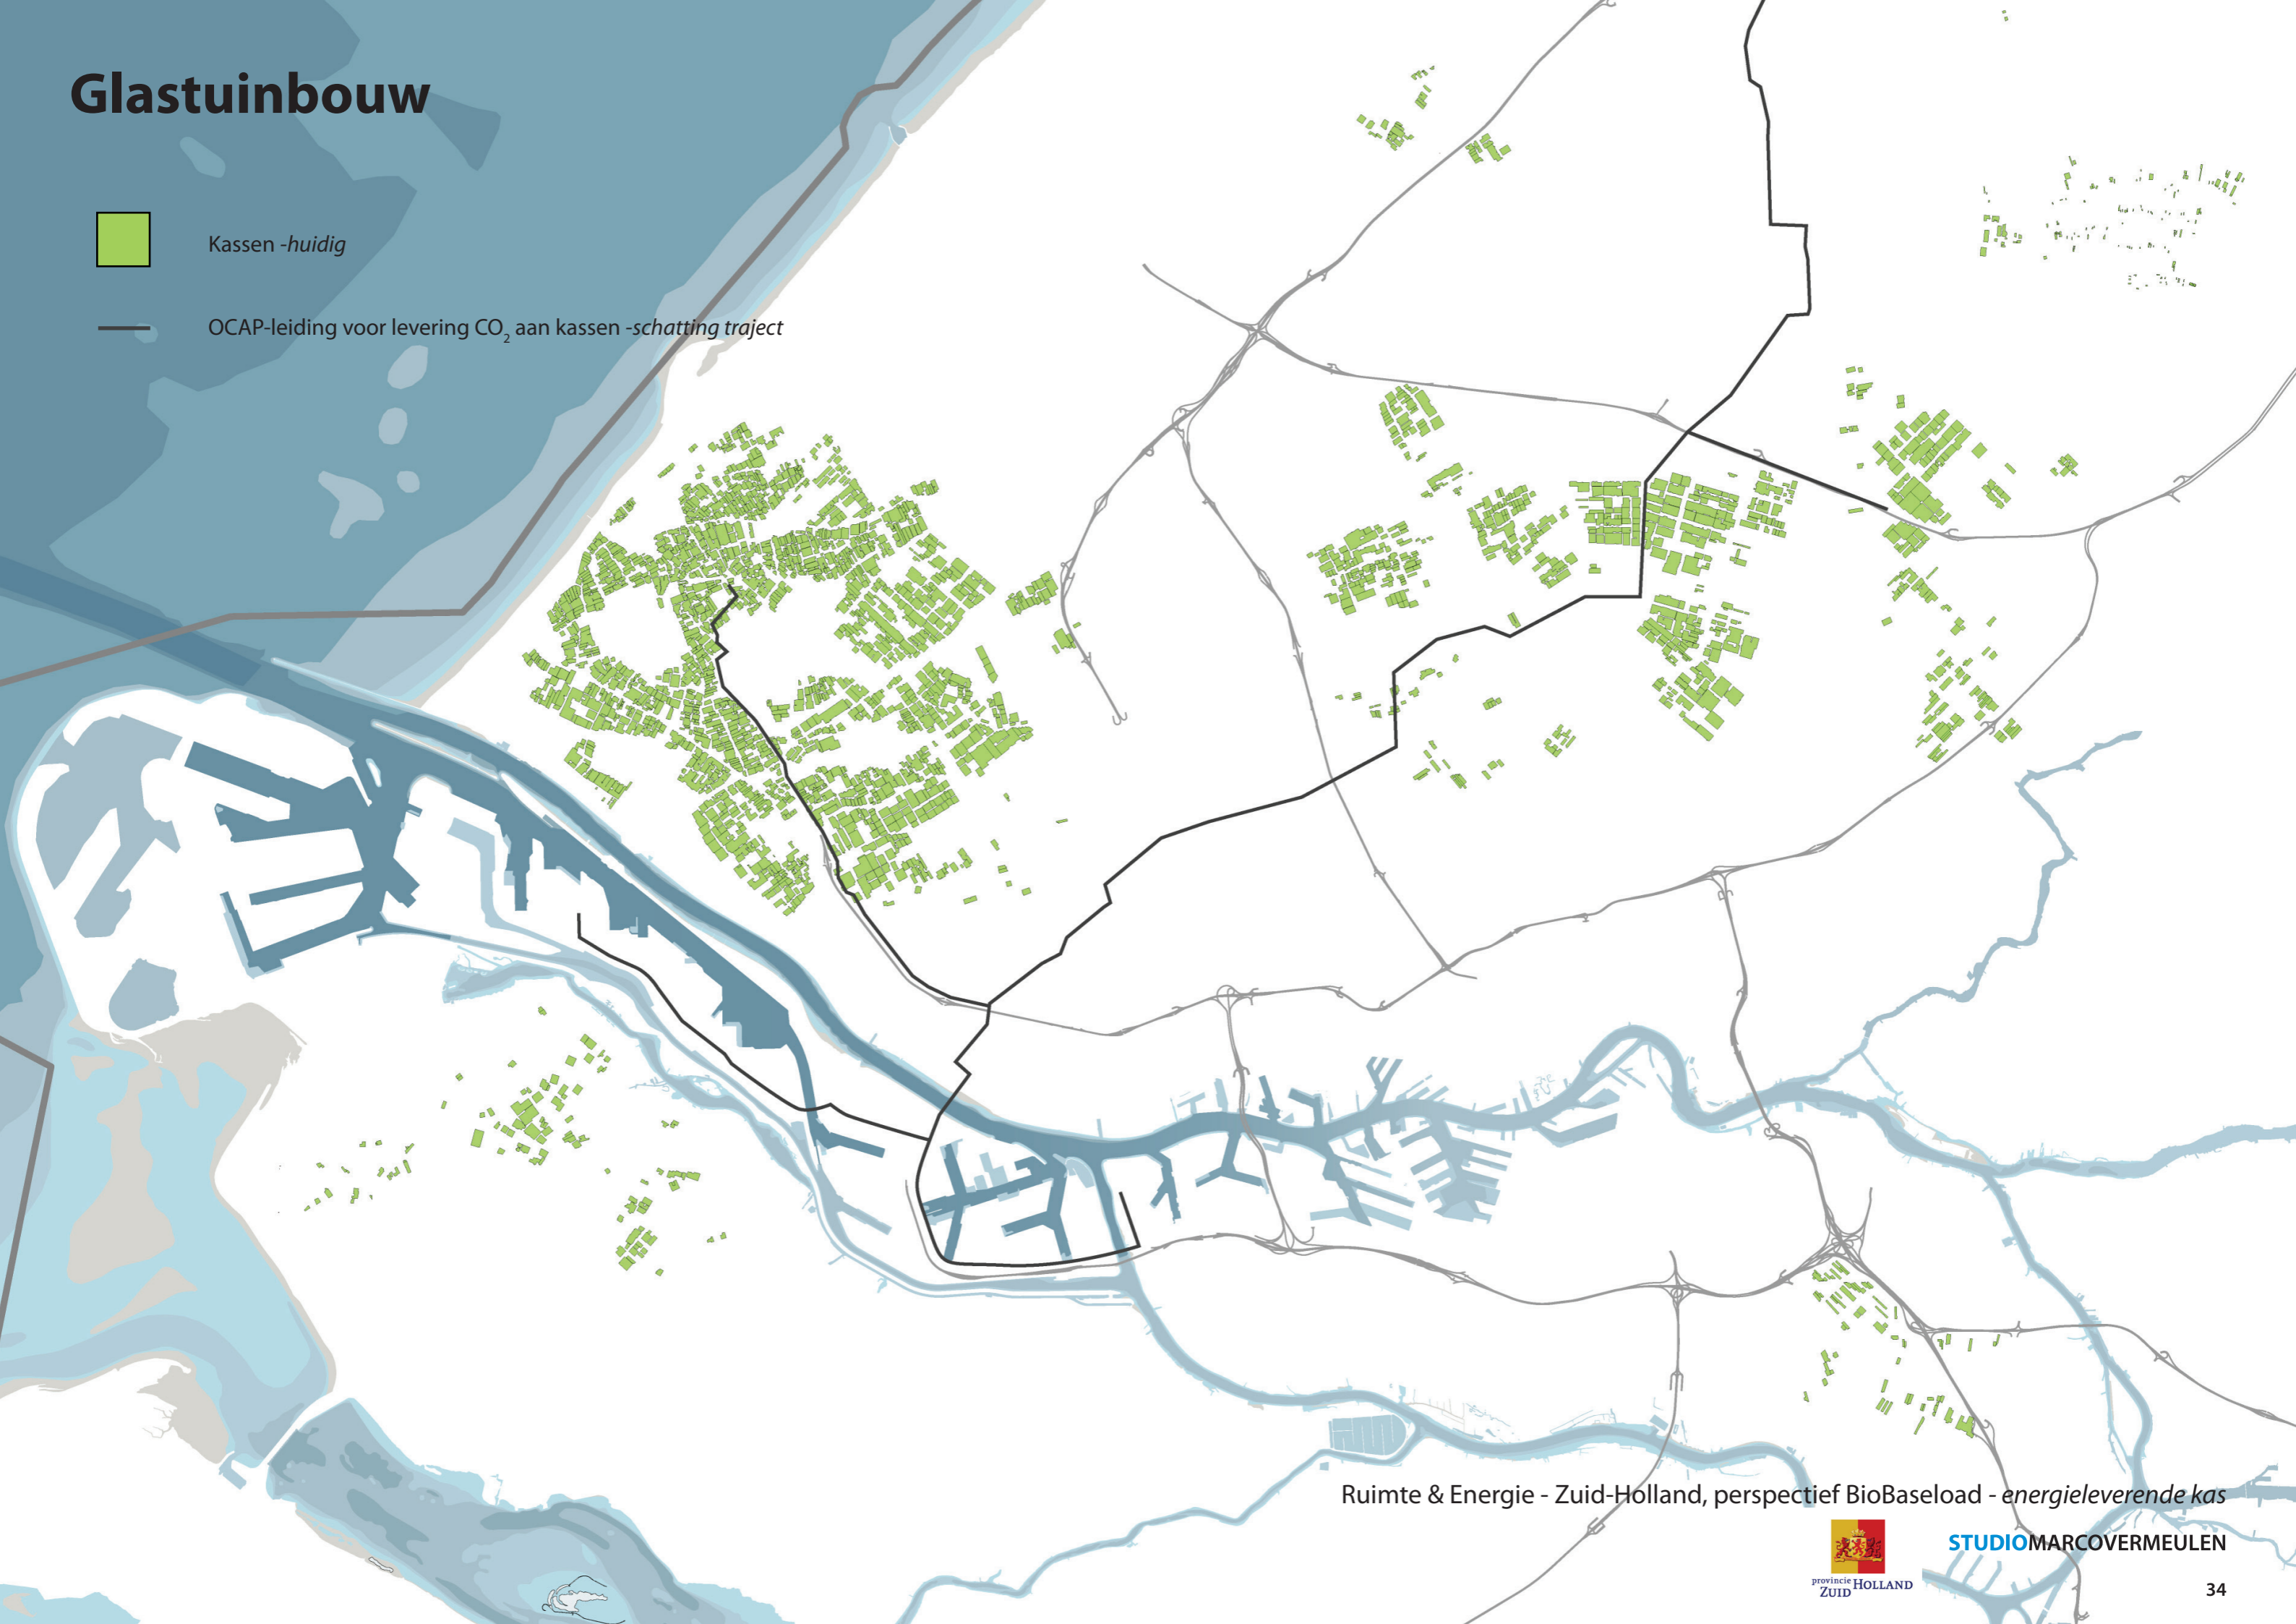 Glastuinbouw
Kassen -huidig
OCAP-leiding voor levering CO₂ aan kassen -schatting traject
Ruimte & Energie - Zuid-Holland, perspectief BioBaseload - energieleverende kas
provincie HOLLAND
ZUID
STUDIOMARCOVERMEULEN
34